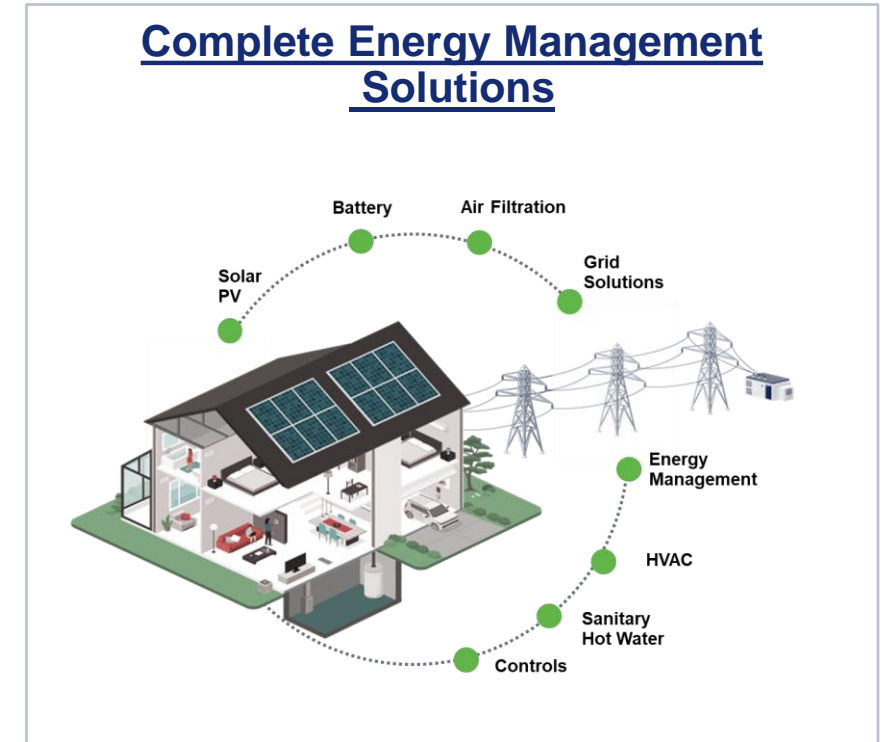 Complete Energy Management
Solutions
Battery
Air Filtration
Solar
PV
Grid
Solutions
Energy
Management
HVAC
Sanitary
Hot Water
Controls